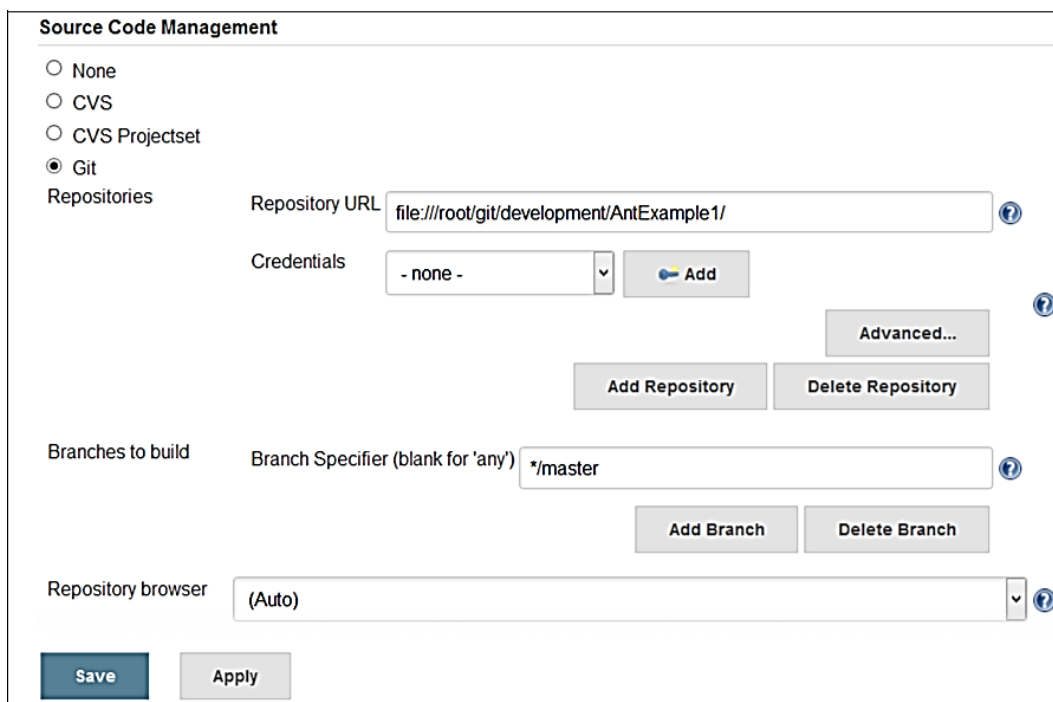 Source Code Management
None
CVS
CVS Projectset
Git
Repositories
Repository URL file:///root/git/development/AntExample1/
Credentials - none - Add
Advanced...
Add Repository Delete Repository
Branches to build Branch Specifier (blank for 'any') */master
Add Branch Delete Branch
Repository browser (Auto)
Save Apply